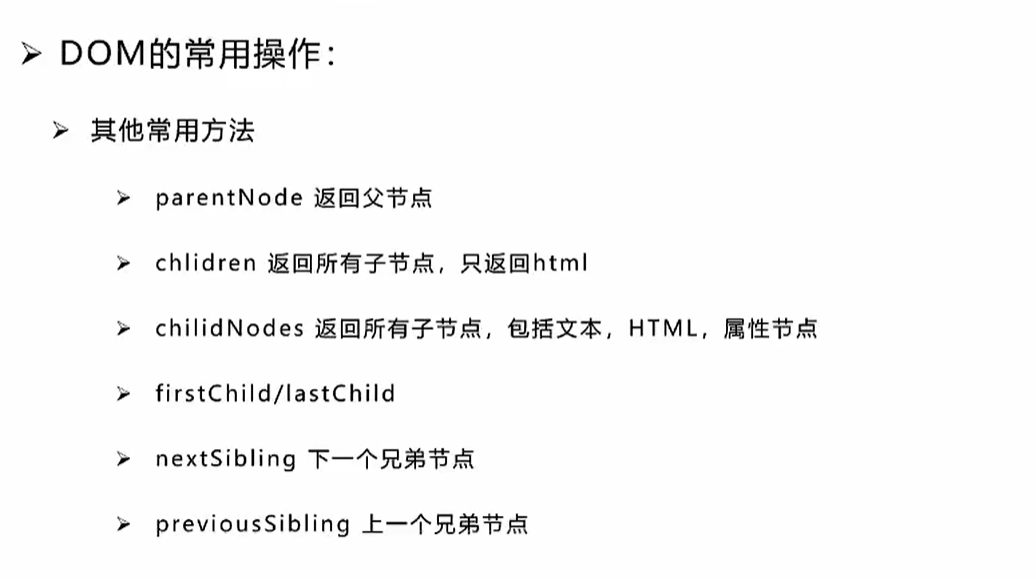 DOM的常用操作：
其他常用方法
parentNode 返回父节点
chlidren 返回所有子节点，只返回html
chilidNodes 返回所有子节点，包括文本，HTML，属性节点
firstChild/lastChild
nextSibling 下一个兄弟节点
previousSibling 上一个兄弟节点